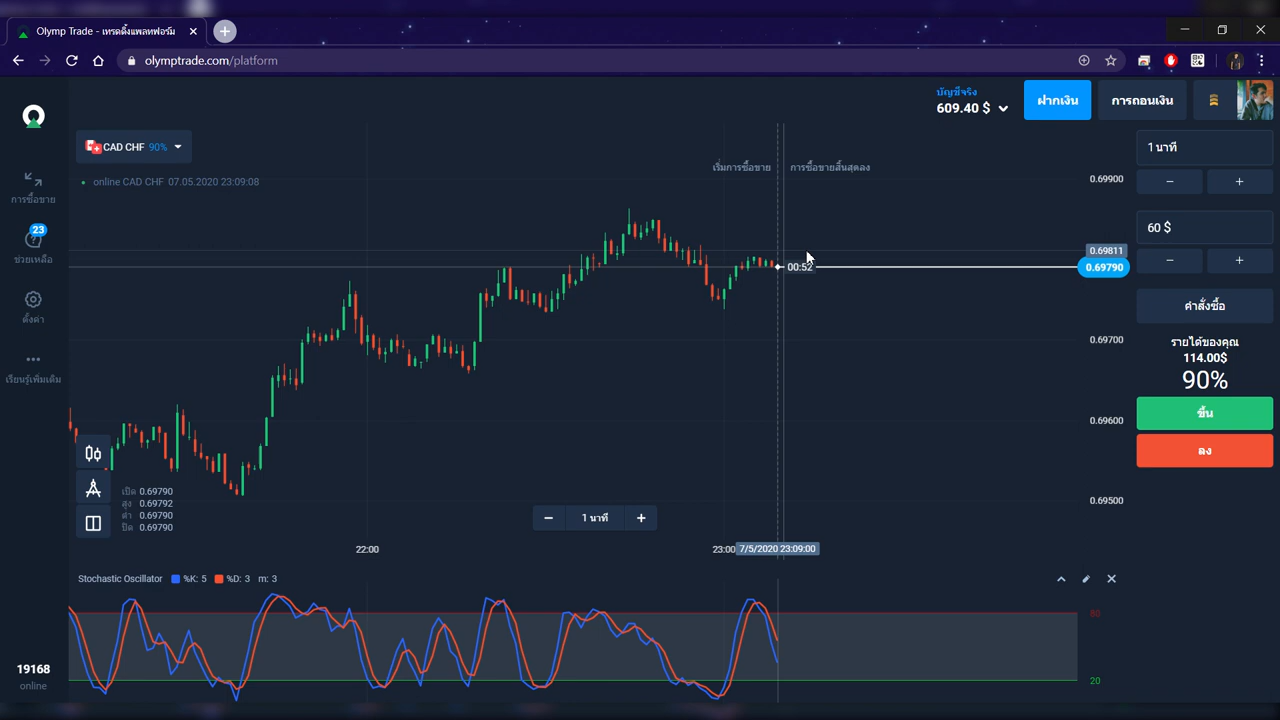 Olymp Trade - เทรดดิ้งแพลทฟอร์ม
olymptrade.com/platform
บัญชีจริง
609.40 $
ฝากเงิน
การถอนเงิน
CAD CHF 90%
online CAD CHF 07.05.2020 23:09:08
เริ่มการซื้อขาย
การซื้อขายสิ้นสุดลง
การซื้อขาย
23
ช่วยเหลือ
ตั้งค่า
เรียนรู้เพิ่มเติม
0.69900
0.69811
0.69790
00:52
0.69700
0.69600
0.69500
เปิด 0.69790
สูง 0.69792
ต่ำ 0.69790
ปิด 0.69790
1 นาที
22:00
23:00
7/5/2020 23:09:00
Stochastic Oscillator %K: 5 %D: 3 m: 3
80
20
19168
online
1 นาที
60 $
คำสั่งซื้อ
รายได้ของคุณ
114.00$
90%
ขึ้น
ลง